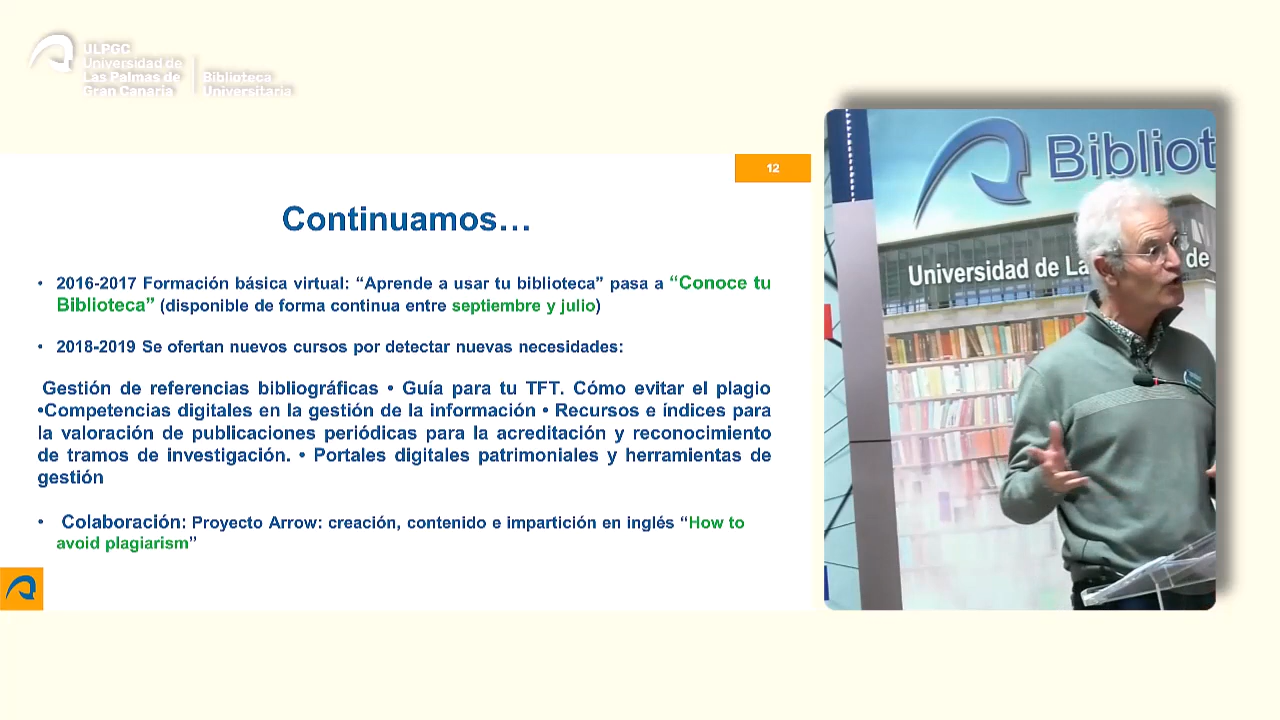 ULPGC
Universidad de
Las Palmas de
Gran Canaria
Biblioteca
Universitaria
12
Continuamos…
• 2016-2017 Formación básica virtual: “Aprende a usar tu biblioteca” pasa a “Conoce tu
Biblioteca” (disponible de forma continua entre septiembre y julio)
• 2018-2019 Se ofertan nuevos cursos por detectar nuevas necesidades:
Gestión de referencias bibliográficas • Guía para tu TFT. Cómo evitar el plagio
•Competencias digitales en la gestión de la información • Recursos e índices para
la valoración de publicaciones periódicas para la acreditación y reconocimiento
de tramos de investigación. • Portales digitales patrimoniales y herramientas de
gestión
• Colaboración: Proyecto Arrow: creación, contenido e impartición en inglés “How to
avoid plagiarism”
Bibliot
Universidad de La de